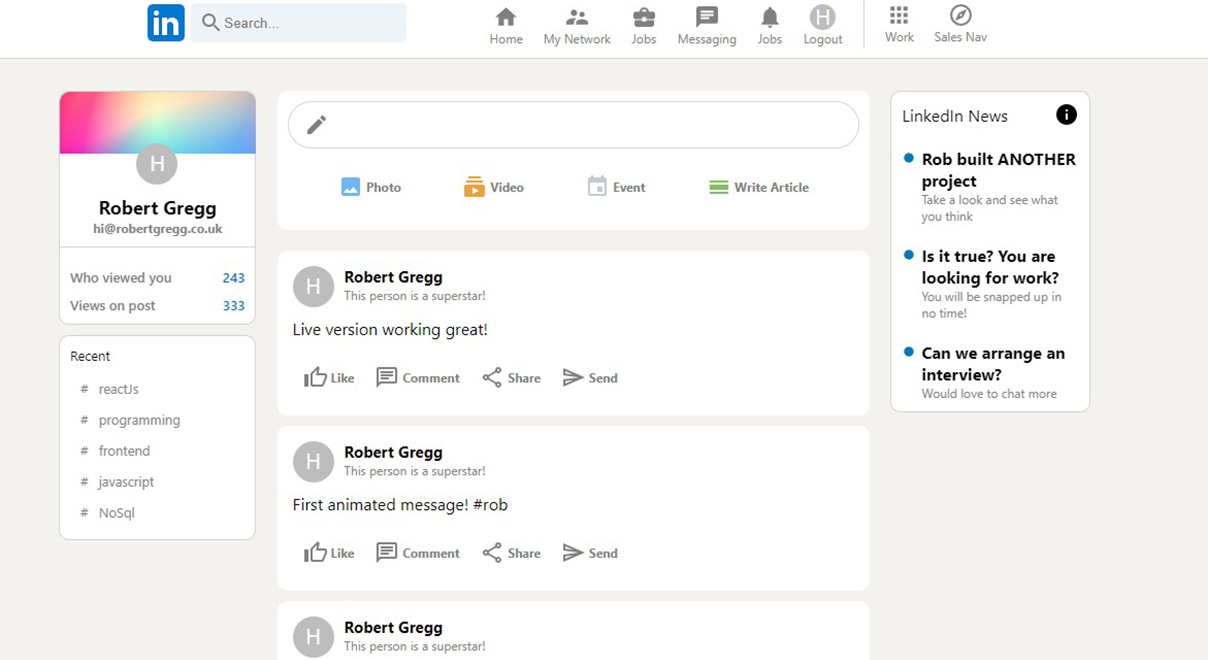 in
Search...
Home
My Network
Jobs
Messaging
Jobs
H
Logout
Work
Sales Nav
H
Robert Gregg
hi@robertgregg.co.uk
Who viewed you 243
Views on post 333
Recent
# reactJs
# programming
# frontend
# javascript
# NoSql
Photo
Video
Event
Write Article
H
Robert Gregg
This person is a superstar!
Live version working great!
Like Comment Share Send
H
Robert Gregg
This person is a superstar!
First animated message! #rob
Like Comment Share Send
H
Robert Gregg
This person is a superstar!
LinkedIn News
Rob built ANOTHER
project
Take a look and see what
you think
Is it true? You are
looking for work?
You will be snapped up in
no time!
Can we arrange an
interview?
Would love to chat more